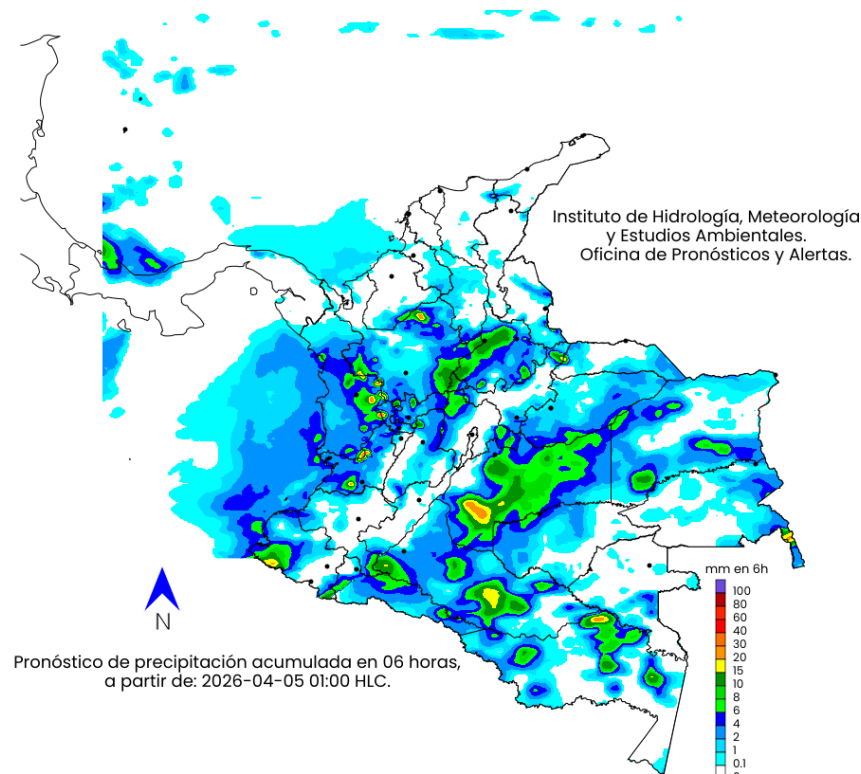 Instituto de Hidrología, Meteorología
y Estudios Ambientales.
Oficina de Pronósticos y Alertas.
N
Pronóstico de precipitación acumulada en 06 horas,
a partir de: 2026-04-05 01:00 HLC.
mm en 6h
100
80
60
40
30
20
15
10
8
6
4
2
1
0.1